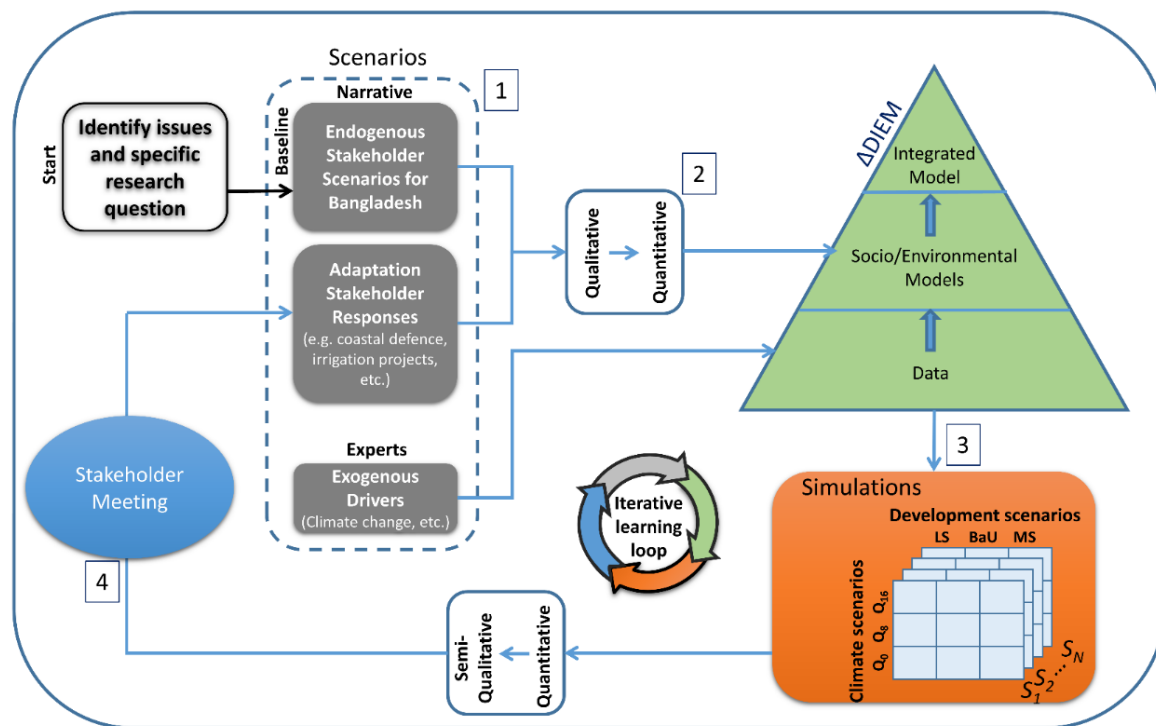 Scenarios
1
Start
Identify issues
and specific
research
question
Baseline
Narrative
Endogenous
Stakeholder
Scenarios for
Bangladesh
Adaptation
Stakeholder
Responses
(e.g. coastal defence,
irrigation projects,
etc.)
Experts
Exogenous
Drivers
(Climate change, etc.)
2
Qualitative
Quantitative
ΔDIEM
Integrated
Model
Socio/Environmental
Models
Data
3
Simulations
Development scenarios
LS BaU MS
Climate scenarios
Q16
Q8
Q0
S1 S2 ... SN
Iterative
learning
loop
Semi-
Qualitative
Quantitative
4
Stakeholder
Meeting